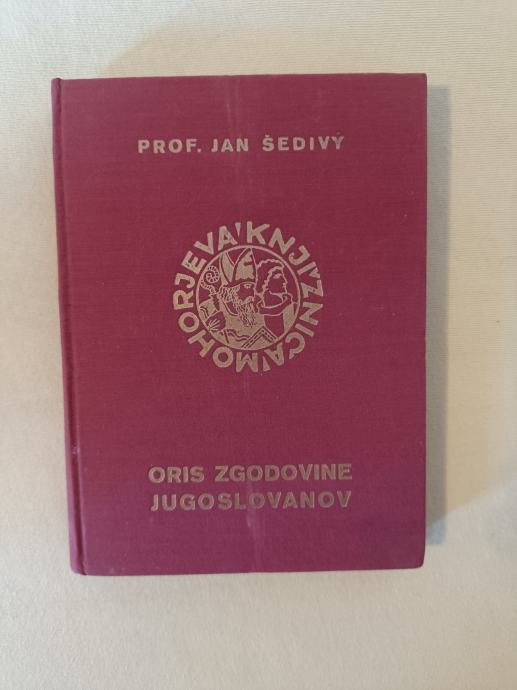 PROF. JAN ŠEDIVÝ
MOHORJEVA KNJIŽNICA
ORIS ZGODOVINE
JUGOSLOVANOV